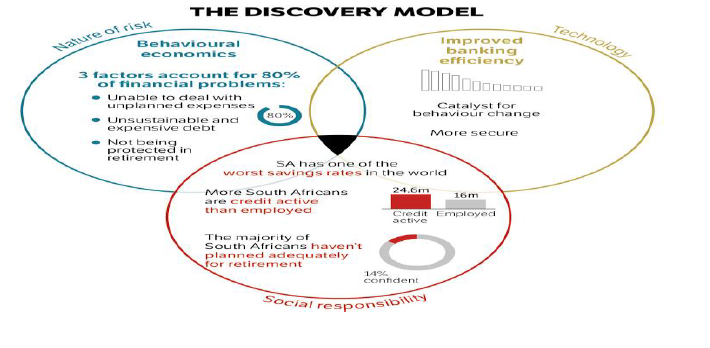 THE DISCOVERY MODEL
Nature of risk
Behavioural
economics
3 factors account for 80%
of financial problems:
• Unable to deal with
unplanned expenses
• Unsustainable and
expensive debt
• Not being
protected in
retirement
80%
Technology
Improved
banking
efficiency
Catalyst for
behaviour change
More secure
SA has one of the
worst savings rates in the world
More South Africans
are credit active
than employed
24.6m
16m
Credit
active
Employed
The majority of
South Africans haven't
planned adequately
for retirement
14%
confident
Social responsibility